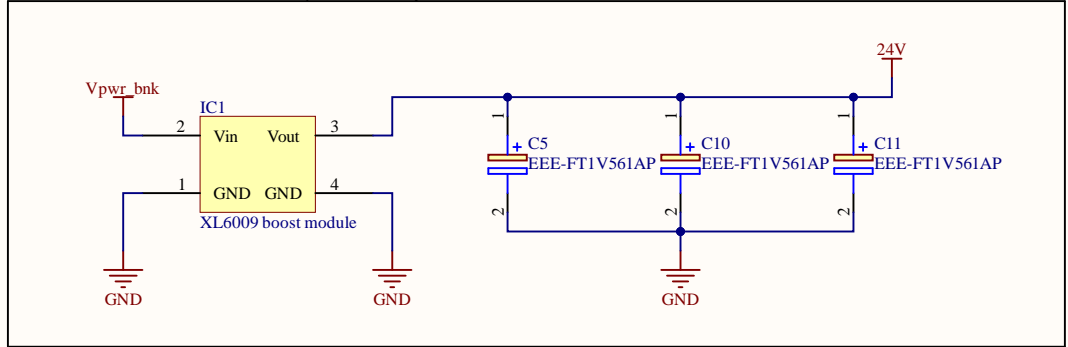 24V
Vpwr_bnk
IC1
2 Vin Vout 3
1 GND GND 4
XL6009 boost module
1 1 1
+ C5 + C10 + C11
EEE-FT1V561AP EEE-FT1V561AP EEE-FT1V561AP
2 2 2
GND GND GND